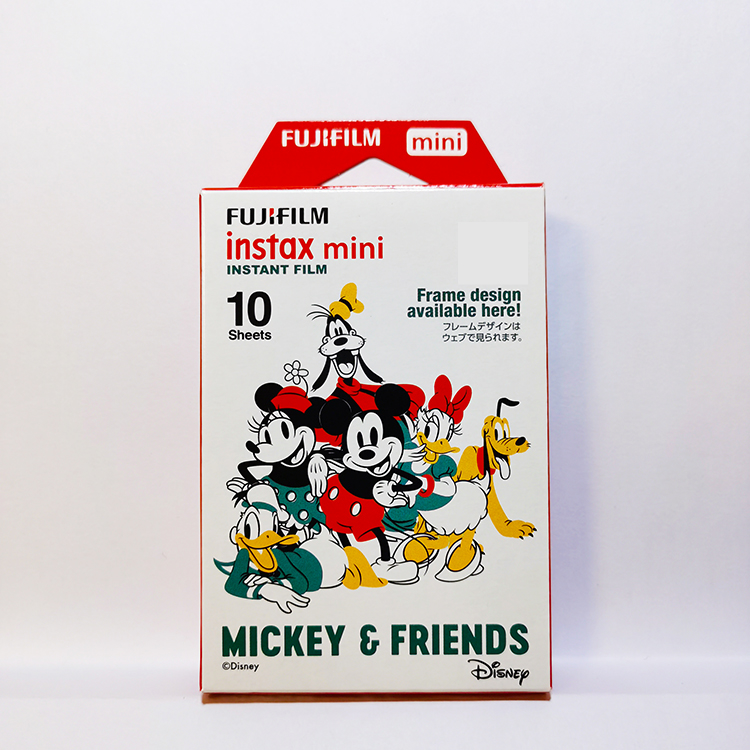 FUJIFILM mini
FUJIFILM
instax mini
INSTANT FILM
10
Sheets
Frame design
available here!
フレームデザインは
ウェブで見られます。
MICKEY & FRIENDS
©Disney
Disney